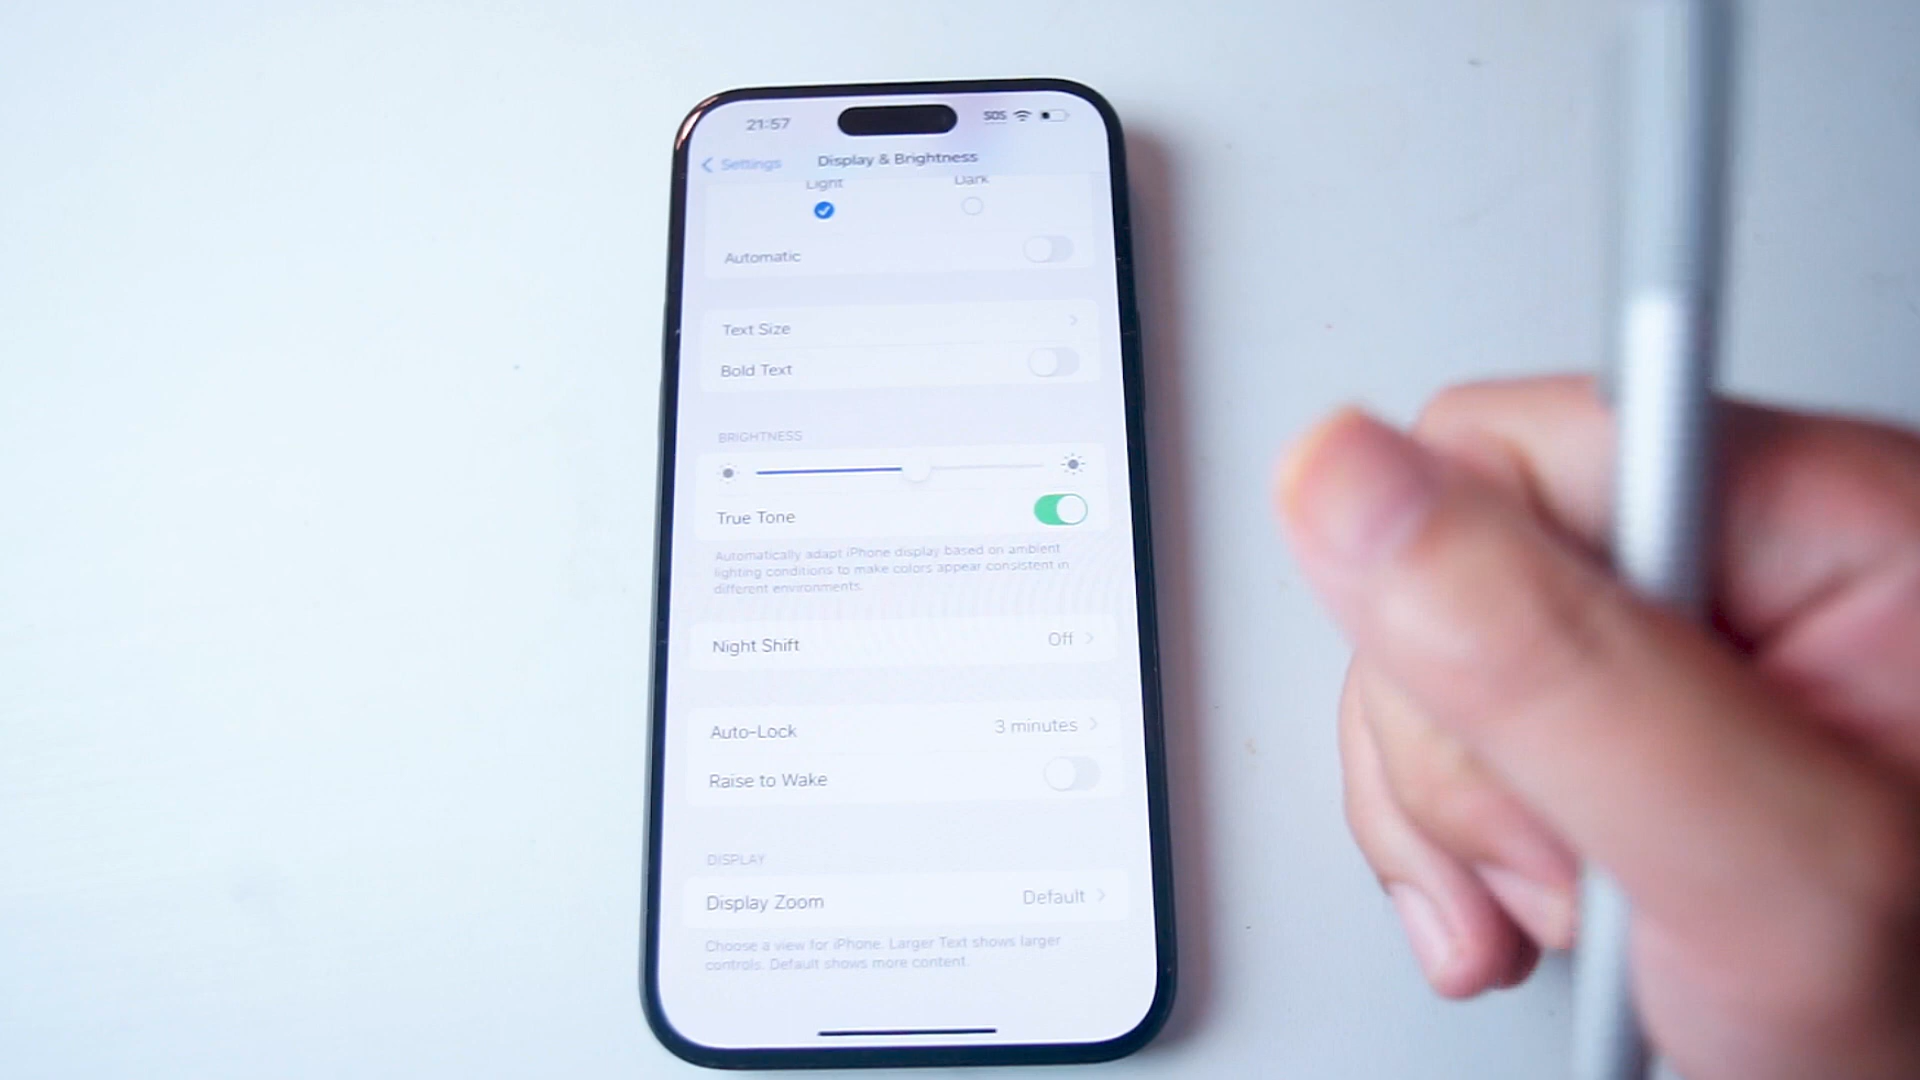 21:57 SOS
Settings Display & Brightness
Light Dark
Automatic
Text Size
Bold Text
BRIGHTNESS
True Tone
Automatically adapt iPhone display based on ambient
lighting conditions to make colors appear consistent in
different environments.
Night Shift Off
Auto-Lock 3 minutes
Raise to Wake
DISPLAY
Display Zoom Default
Choose a view for iPhone. Larger Text shows larger
controls. Default shows more content.